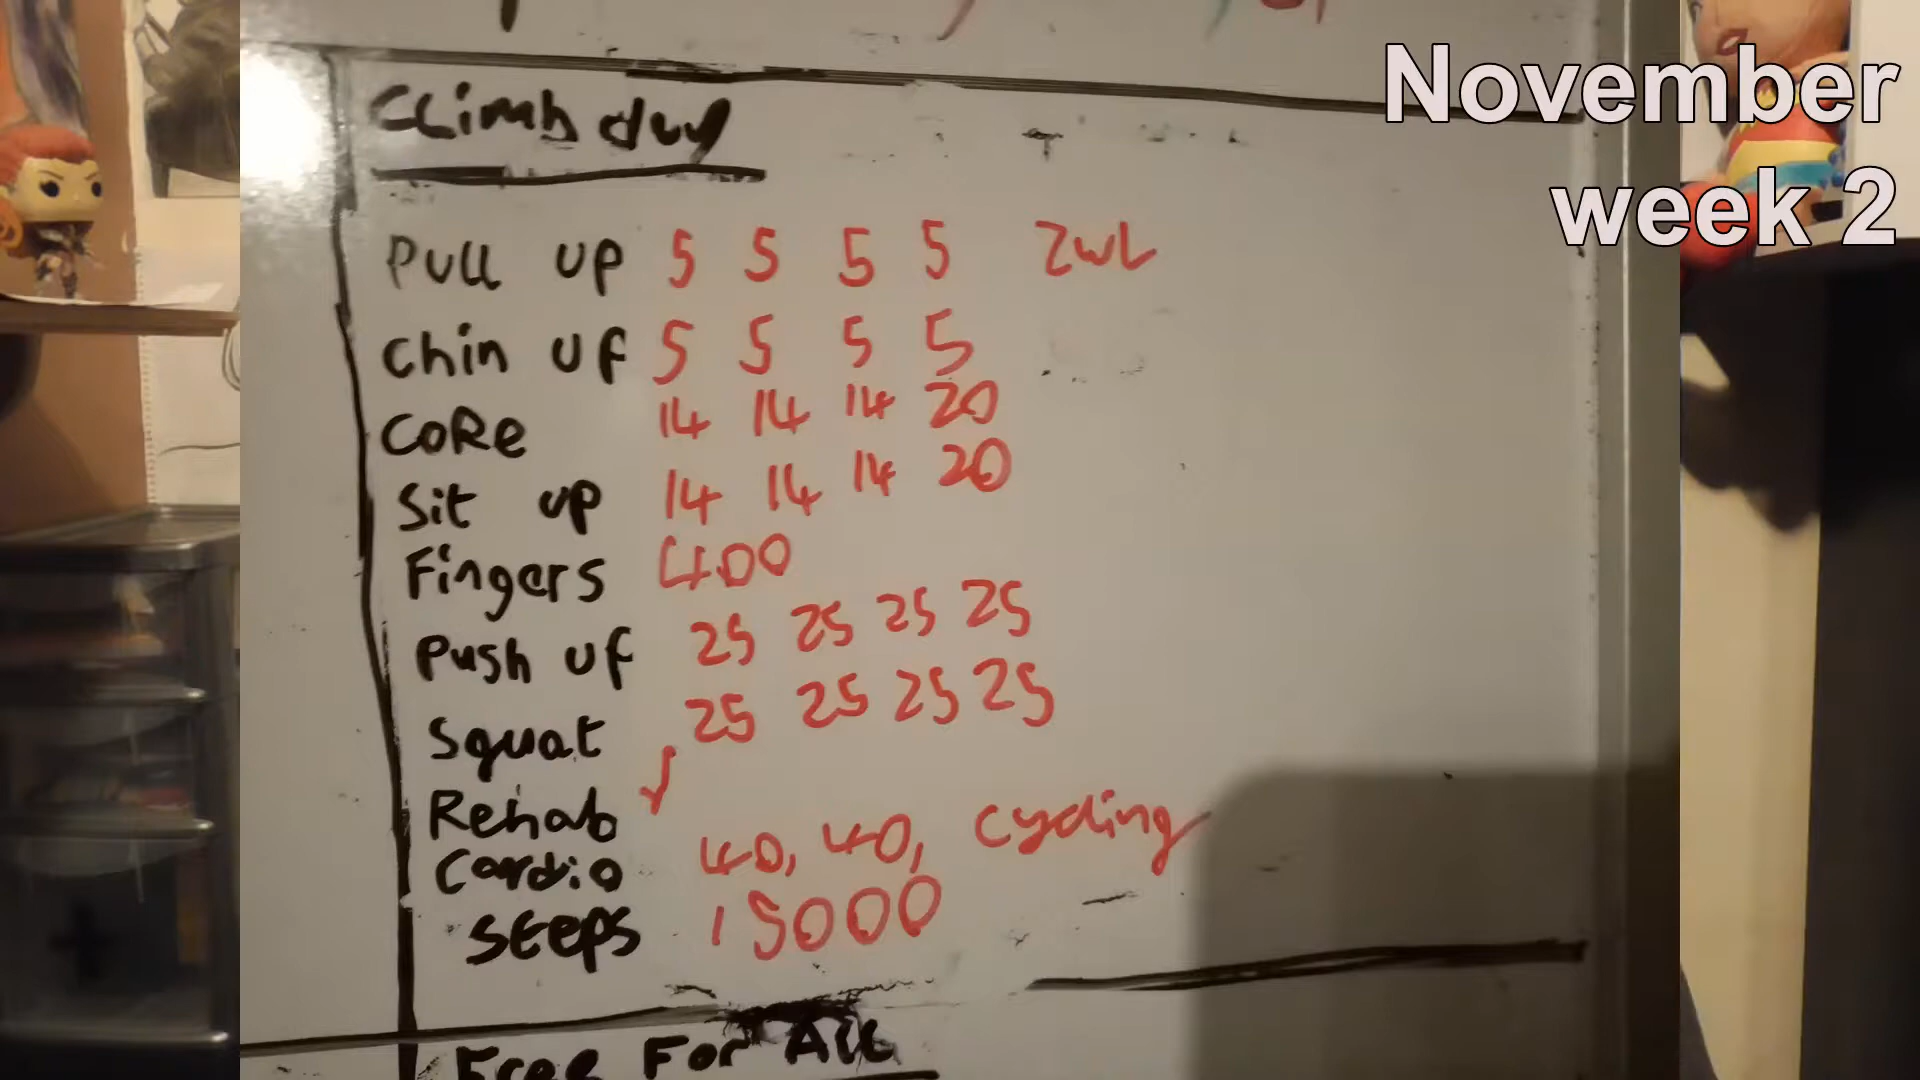 November
week 2
Climb day
Pull up 5 5 5 5 2wL
Chin up 5 5 5 5
CoRe 14 14 14 20
Sit up 14 14 14 20
Fingers 400
Push up 25 25 25 25
Squat 25 25 25 25
Rehab ✓
Cardio 40, 40, cycling
Steps 15000
Free For All